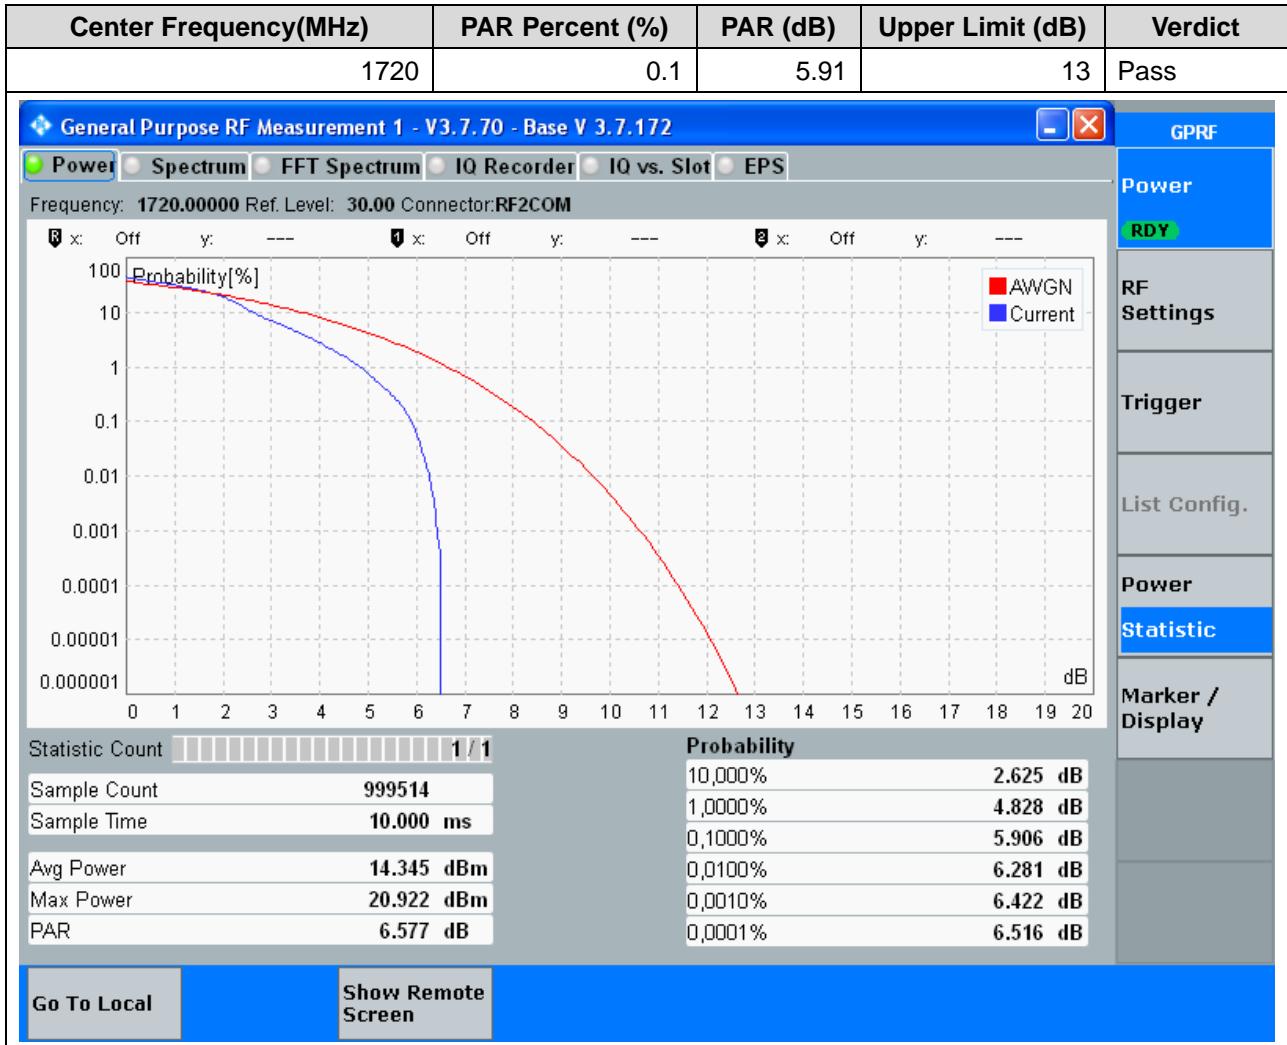 Center Frequency(MHz) PAR Percent (%) PAR (dB) Upper Limit (dB) Verdict
1720 0.1 5.91 13 Pass
General Purpose RF Measurement 1 - V3.7.70 - Base V 3.7.172
GPRF
Power Spectrum FFT Spectrum IQ Recorder IQ vs. Slot EPS
Frequency: 1720.00000 Ref. Level: 30.00 Connector:RF2COM
R x: Off y: --- 1 x: Off y: --- 2 x: Off y: ---
Probability[%]
AWGN
Current
100
10
1
0.1
0.01
0.001
0.0001
0.00001
0.000001
dB
0 1 2 3 4 5 6 7 8 9 10 11 12 13 14 15 16 17 18 19 20
Statistic Count 1 / 1
Sample Count 999514
Sample Time 10.000 ms
Avg Power 14.345 dBm
Max Power 20.922 dBm
PAR 6.577 dB
Probability
10,000% 2.625 dB
1,0000% 4.828 dB
0,1000% 5.906 dB
0,0100% 6.281 dB
0,0010% 6.422 dB
0,0001% 6.516 dB
Power
RDY
RF
Settings
Trigger
List Config.
Power
Statistic
Marker /
Display
Go To Local
Show Remote
Screen